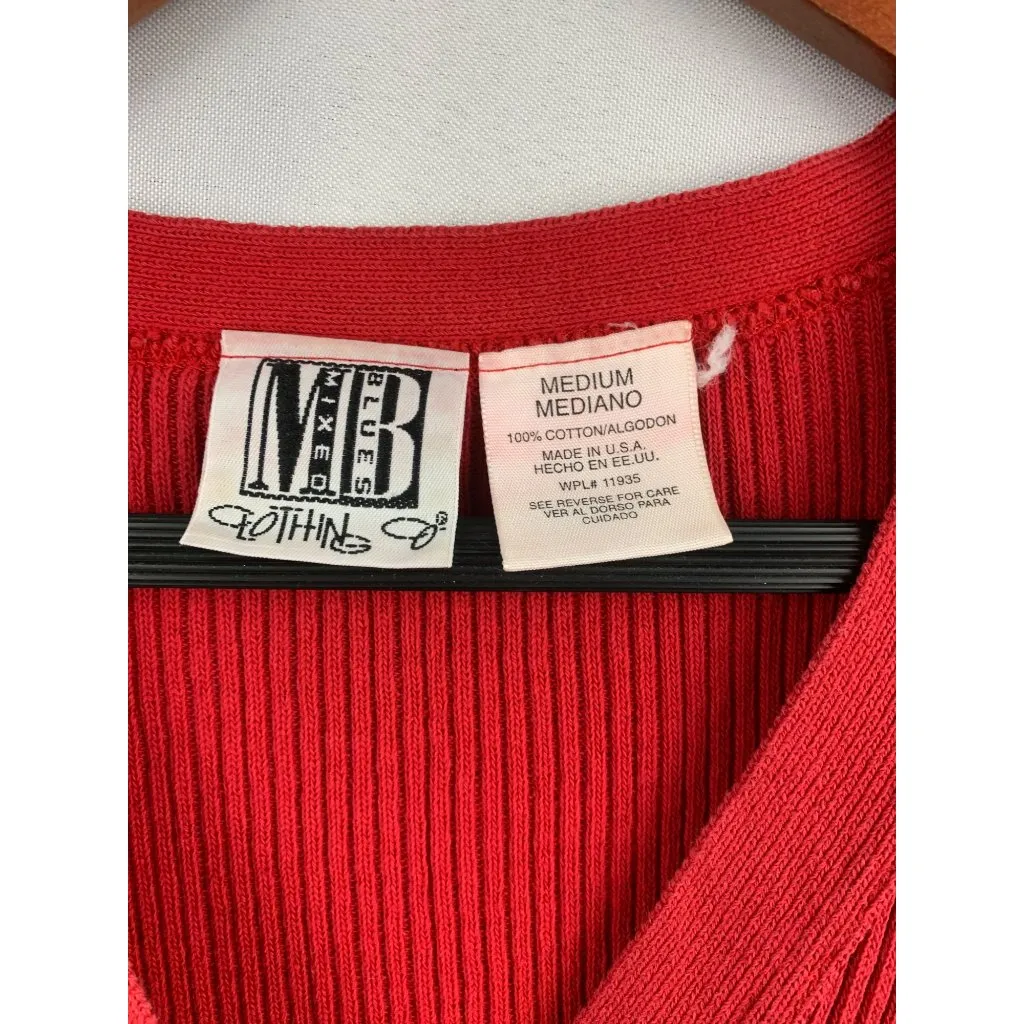 MB
MIXED
BLUES
CLOTHING CO
®
MEDIUM
MEDIANO
100% COTTON/ALGODON
MADE IN U.S.A.
HECHO EN EE.UU.
WPL# 11935
SEE REVERSE FOR CARE
VER AL DORSO PARA
CUIDADO